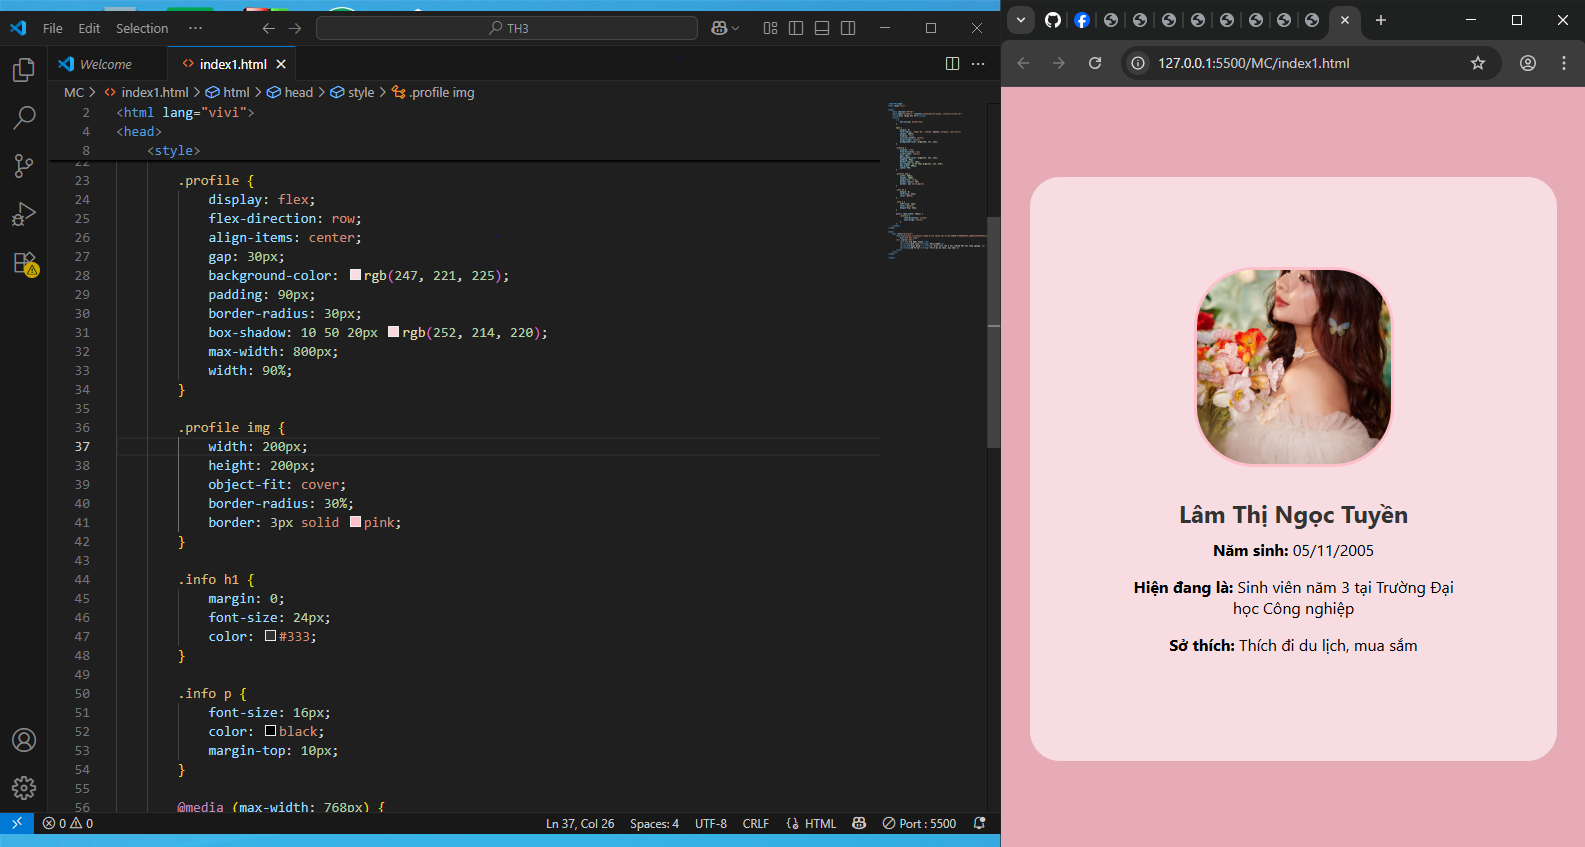 File Edit Selection ···
TH3
Welcome
index1.html
MC > index1.html > html > head > style > .profile img
2 <html lang="vivi">
4 <head>
8 <style>
22
23 .profile {
24 display: flex;
25 flex-direction: row;
26 align-items: center;
27 gap: 30px;
28 background-color: rgb(247, 221, 225);
29 padding: 90px;
30 border-radius: 30px;
31 box-shadow: 10 50 20px rgb(252, 214, 220);
32 max-width: 800px;
33 width: 90%;
34 }
35
36 .profile img {
37 width: 200px;
38 height: 200px;
39 object-fit: cover;
40 border-radius: 30%;
41 border: 3px solid pink;
42 }
43
44 .info h1 {
45 margin: 0;
46 font-size: 24px;
47 color: #333;
48 }
49
50 .info p {
51 font-size: 16px;
52 color: black;
53 margin-top: 10px;
54 }
55
56 @media (max-width: 768px) {
0 0
Ln 37, Col 26 Spaces: 4 UTF-8 CRLF HTML Port : 5500
127.0.0.1:5500/MC/index1.html
Lâm Thị Ngọc Tuyền
Năm sinh: 05/11/2005
Hiện đang là: Sinh viên năm 3 tại Trường Đại
học Công nghiệp
Sở thích: Thích đi du lịch, mua sắm